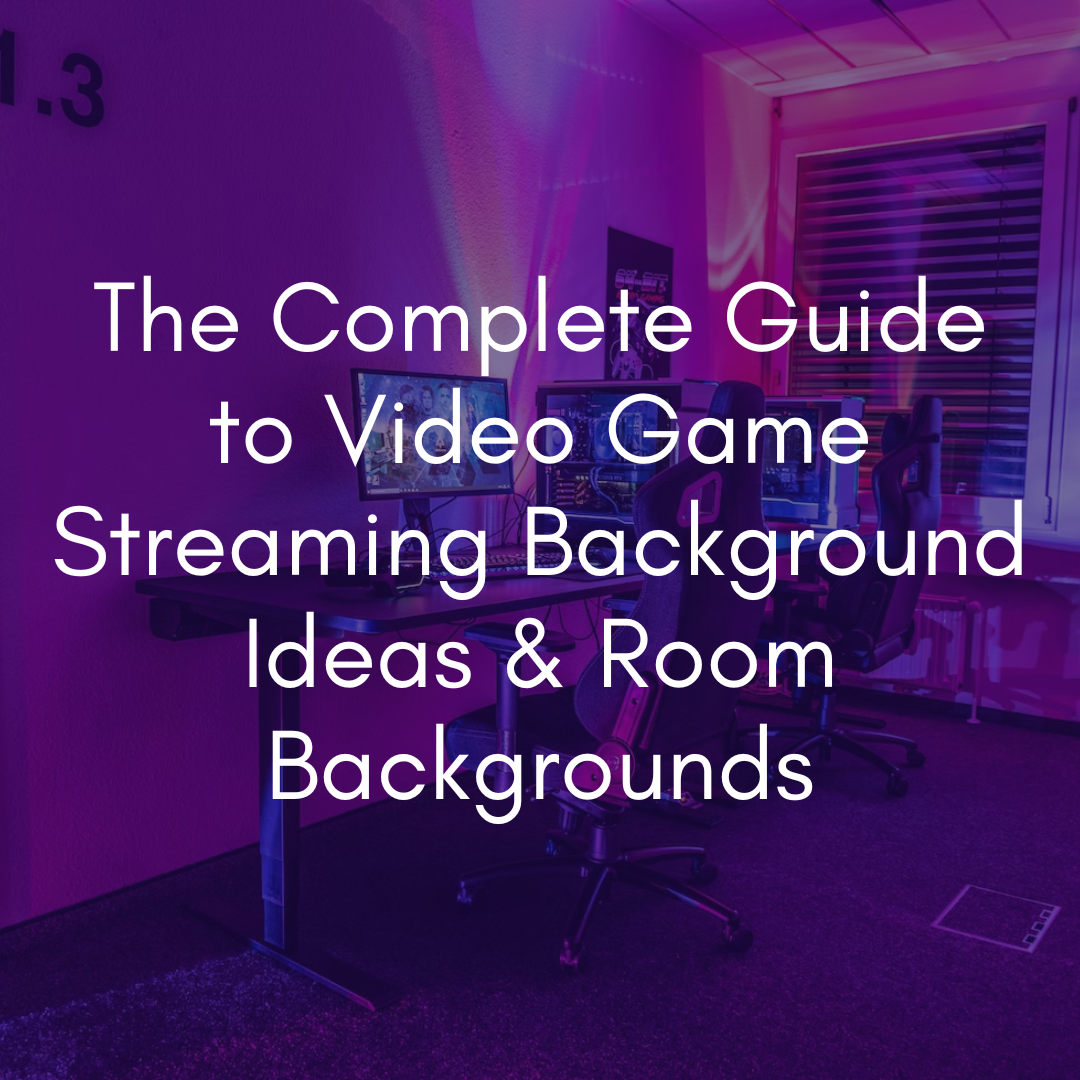 1.3
The Complete Guide
to Video Game
Streaming Background
Ideas & Room
Backgrounds